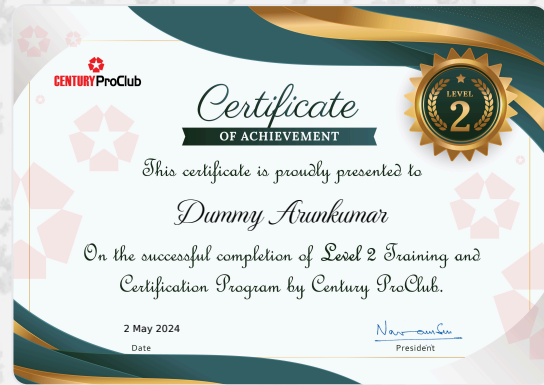 CENTURY ProClub
Certificate
OF ACHIEVEMENT
LEVEL
2
This certificate is proudly presented to
Dummy Arunkumar
On the successful completion of Level 2 Training and
Certification Program by Century ProClub.
2 May 2024
Date
President